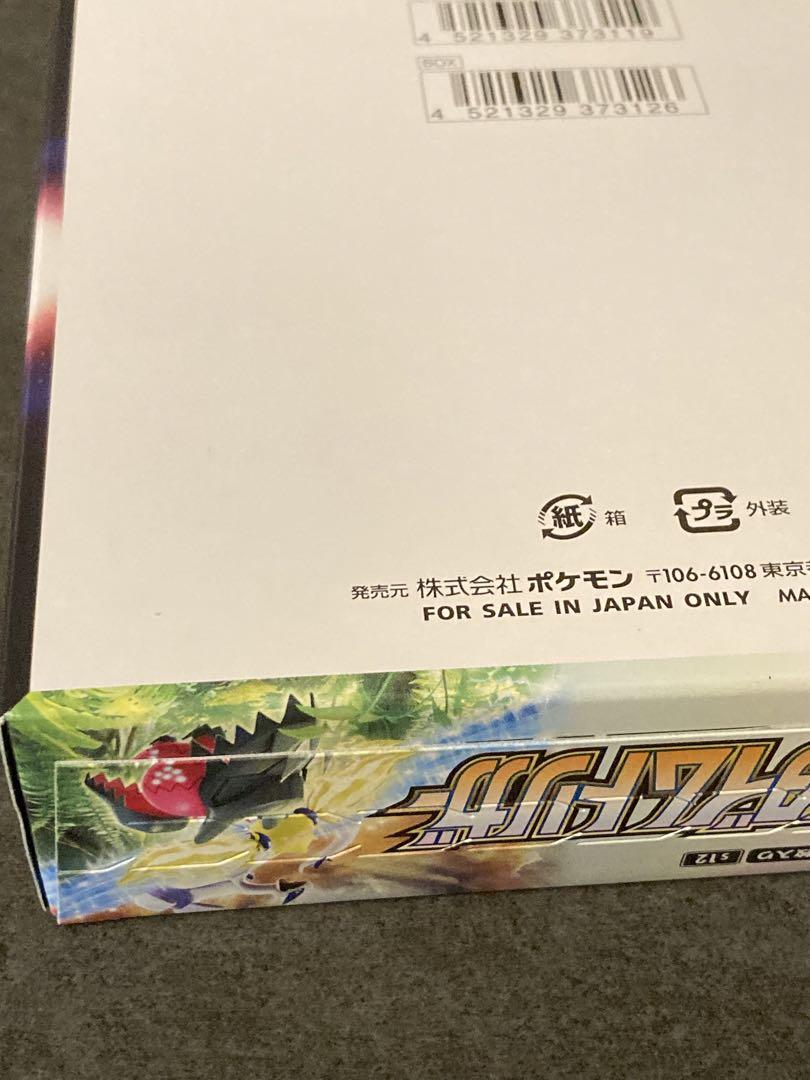 4 521329 373119
BOX
4 521329 373126
紙 箱
プラ 外装
発売元 株式会社 ポケモン 〒106-6108 東京
FOR SALE IN JAPAN ONLY MA
S12